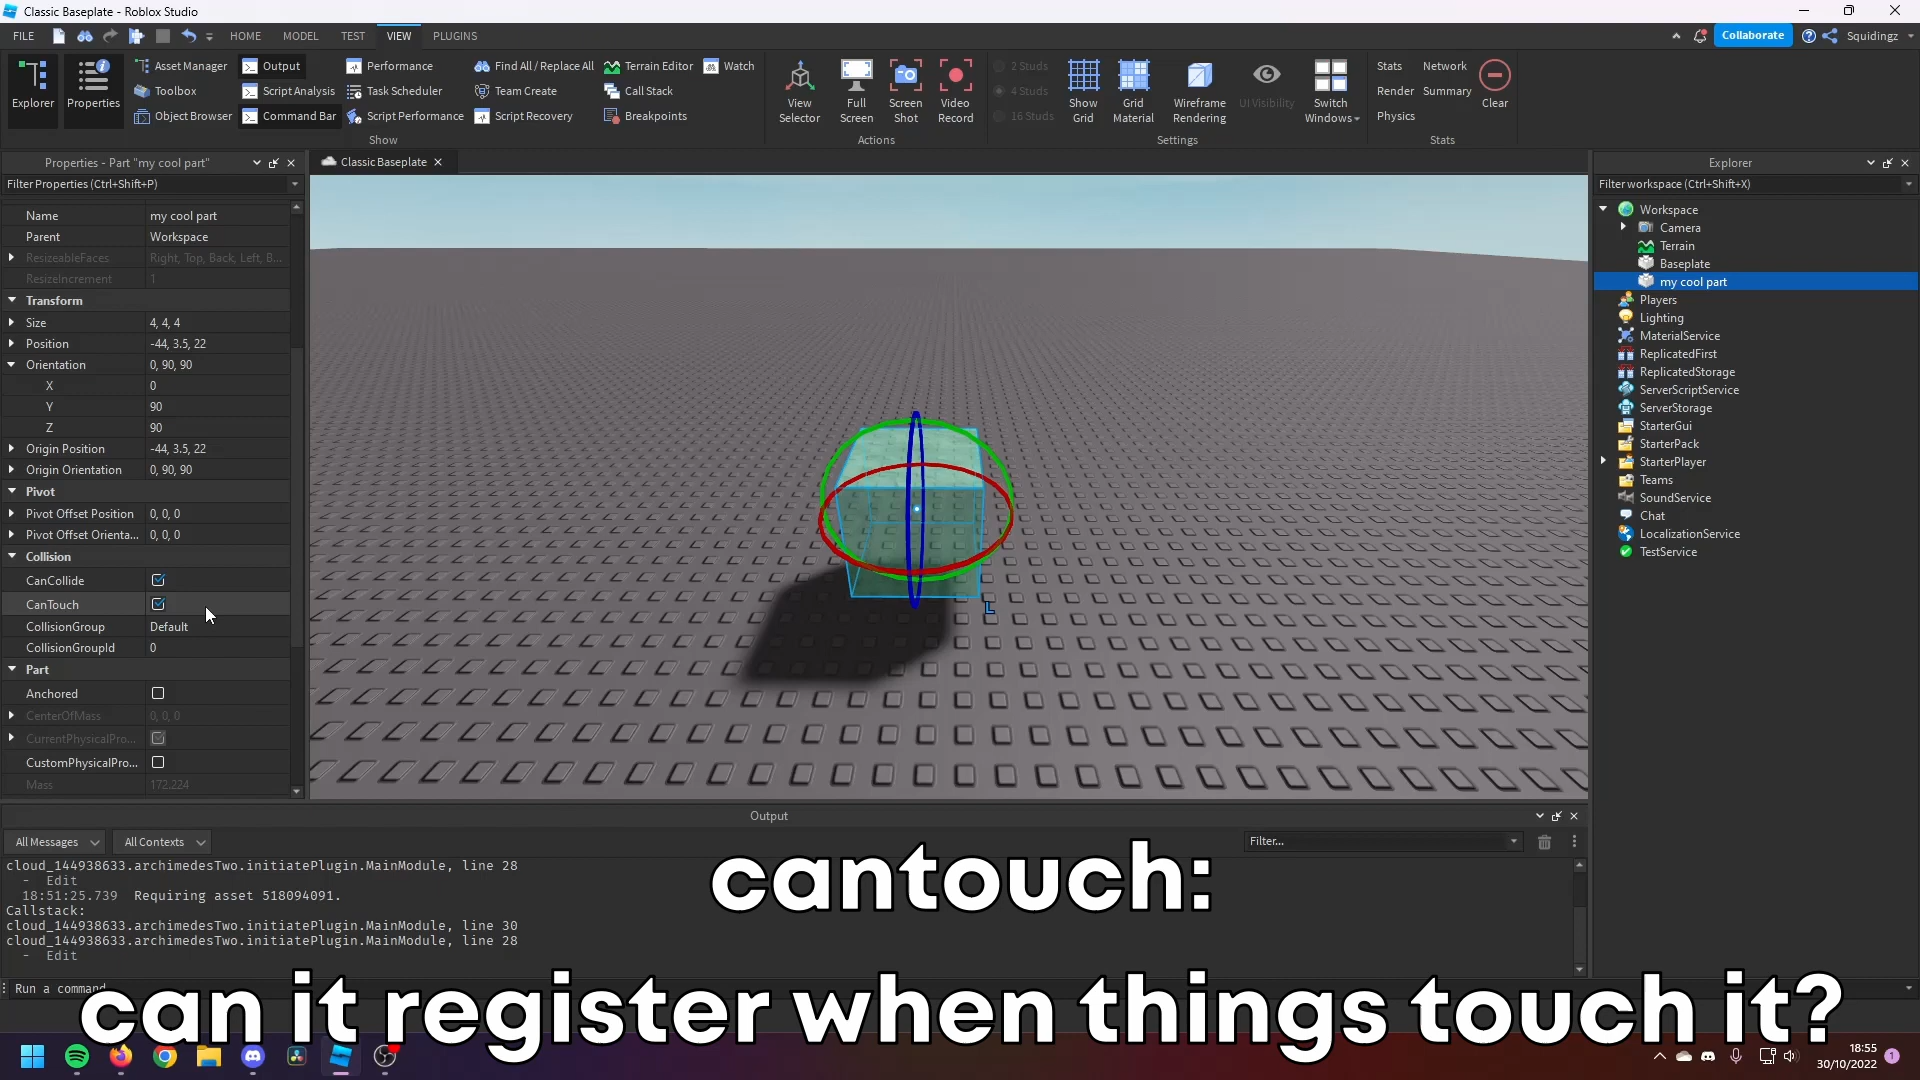 Classic Baseplate - Roblox Studio
FILE
HOME
MODEL
TEST
VIEW
PLUGINS
Collaborate
Squidingz
Explorer
Properties
Asset Manager
Toolbox
Object Browser
Output
Script Analysis
Command Bar
Performance
Task Scheduler
Script Performance
Find All / Replace All
Team Create
Script Recovery
Terrain Editor
Call Stack
Breakpoints
Watch
Show
View
Selector
Full
Screen
Screen
Shot
Video
Record
Actions
2 Studs
4 Studs
16 Studs
Show
Grid
Grid
Material
Wireframe
Rendering
UI Visibility
Switch
Windows
Settings
Stats
Network
Render
Summary
Physics
Clear
Stats
Properties - Part "my cool part"
Filter Properties (Ctrl+Shift+P)
Name my cool part
Parent Workspace
ResizeableFaces Right, Top, Back, Left, B...
ResizeIncrement 1
Transform
Size 4, 4, 4
Position -44, 3.5, 22
Orientation 0, 90, 90
X 0
Y 90
Z 90
Origin Position -44, 3.5, 22
Origin Orientation 0, 90, 90
Pivot
Pivot Offset Position 0, 0, 0
Pivot Offset Orienta... 0, 0, 0
Collision
CanCollide
CanTouch
CollisionGroup Default
CollisionGroupId 0
Part
Anchored
CenterOfMass 0, 0, 0
CurrentPhysicalPro...
CustomPhysicalPro...
Mass 172.224
Classic Baseplate
L
Explorer
Filter workspace (Ctrl+Shift+X)
Workspace
Camera
Terrain
Baseplate
my cool part
Players
Lighting
MaterialService
ReplicatedFirst
ReplicatedStorage
ServerScriptService
ServerStorage
StarterGui
StarterPack
StarterPlayer
Teams
SoundService
Chat
LocalizationService
TestService
Output
All Messages
All Contexts
Filter...
cloud_144938633.archimedesTwo.initiatePlugin.MainModule, line 28
- Edit
18:51:25.739 Requiring asset 518094091.
Callstack:
cloud_144938633.archimedesTwo.initiatePlugin.MainModule, line 30
cloud_144938633.archimedesTwo.initiatePlugin.MainModule, line 28
- Edit
Run a command
cantouch:
can it register when things touch it?
18:55
30/10/2022
1